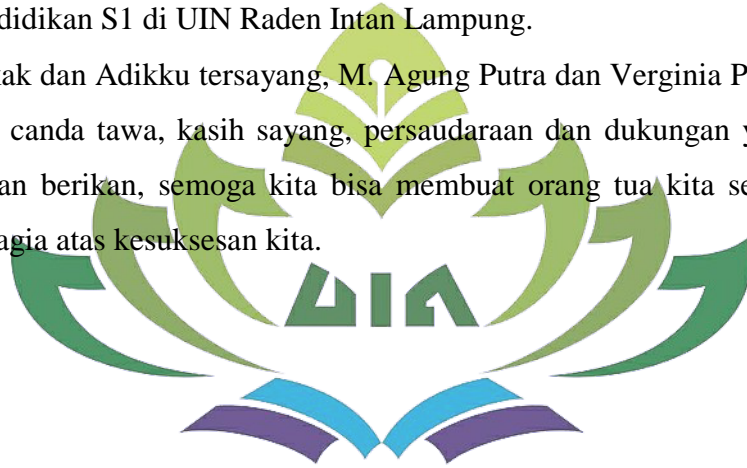 didikan S1 di UIN Raden Intan Lampung.
kak dan Adikku tersayang, M. Agung Putra dan Verginia P
canda tawa, kasih sayang, persaudaraan dan dukungan y
an berikan, semoga kita bisa membuat orang tua kita se
agia atas kesuksesan kita.
UIN